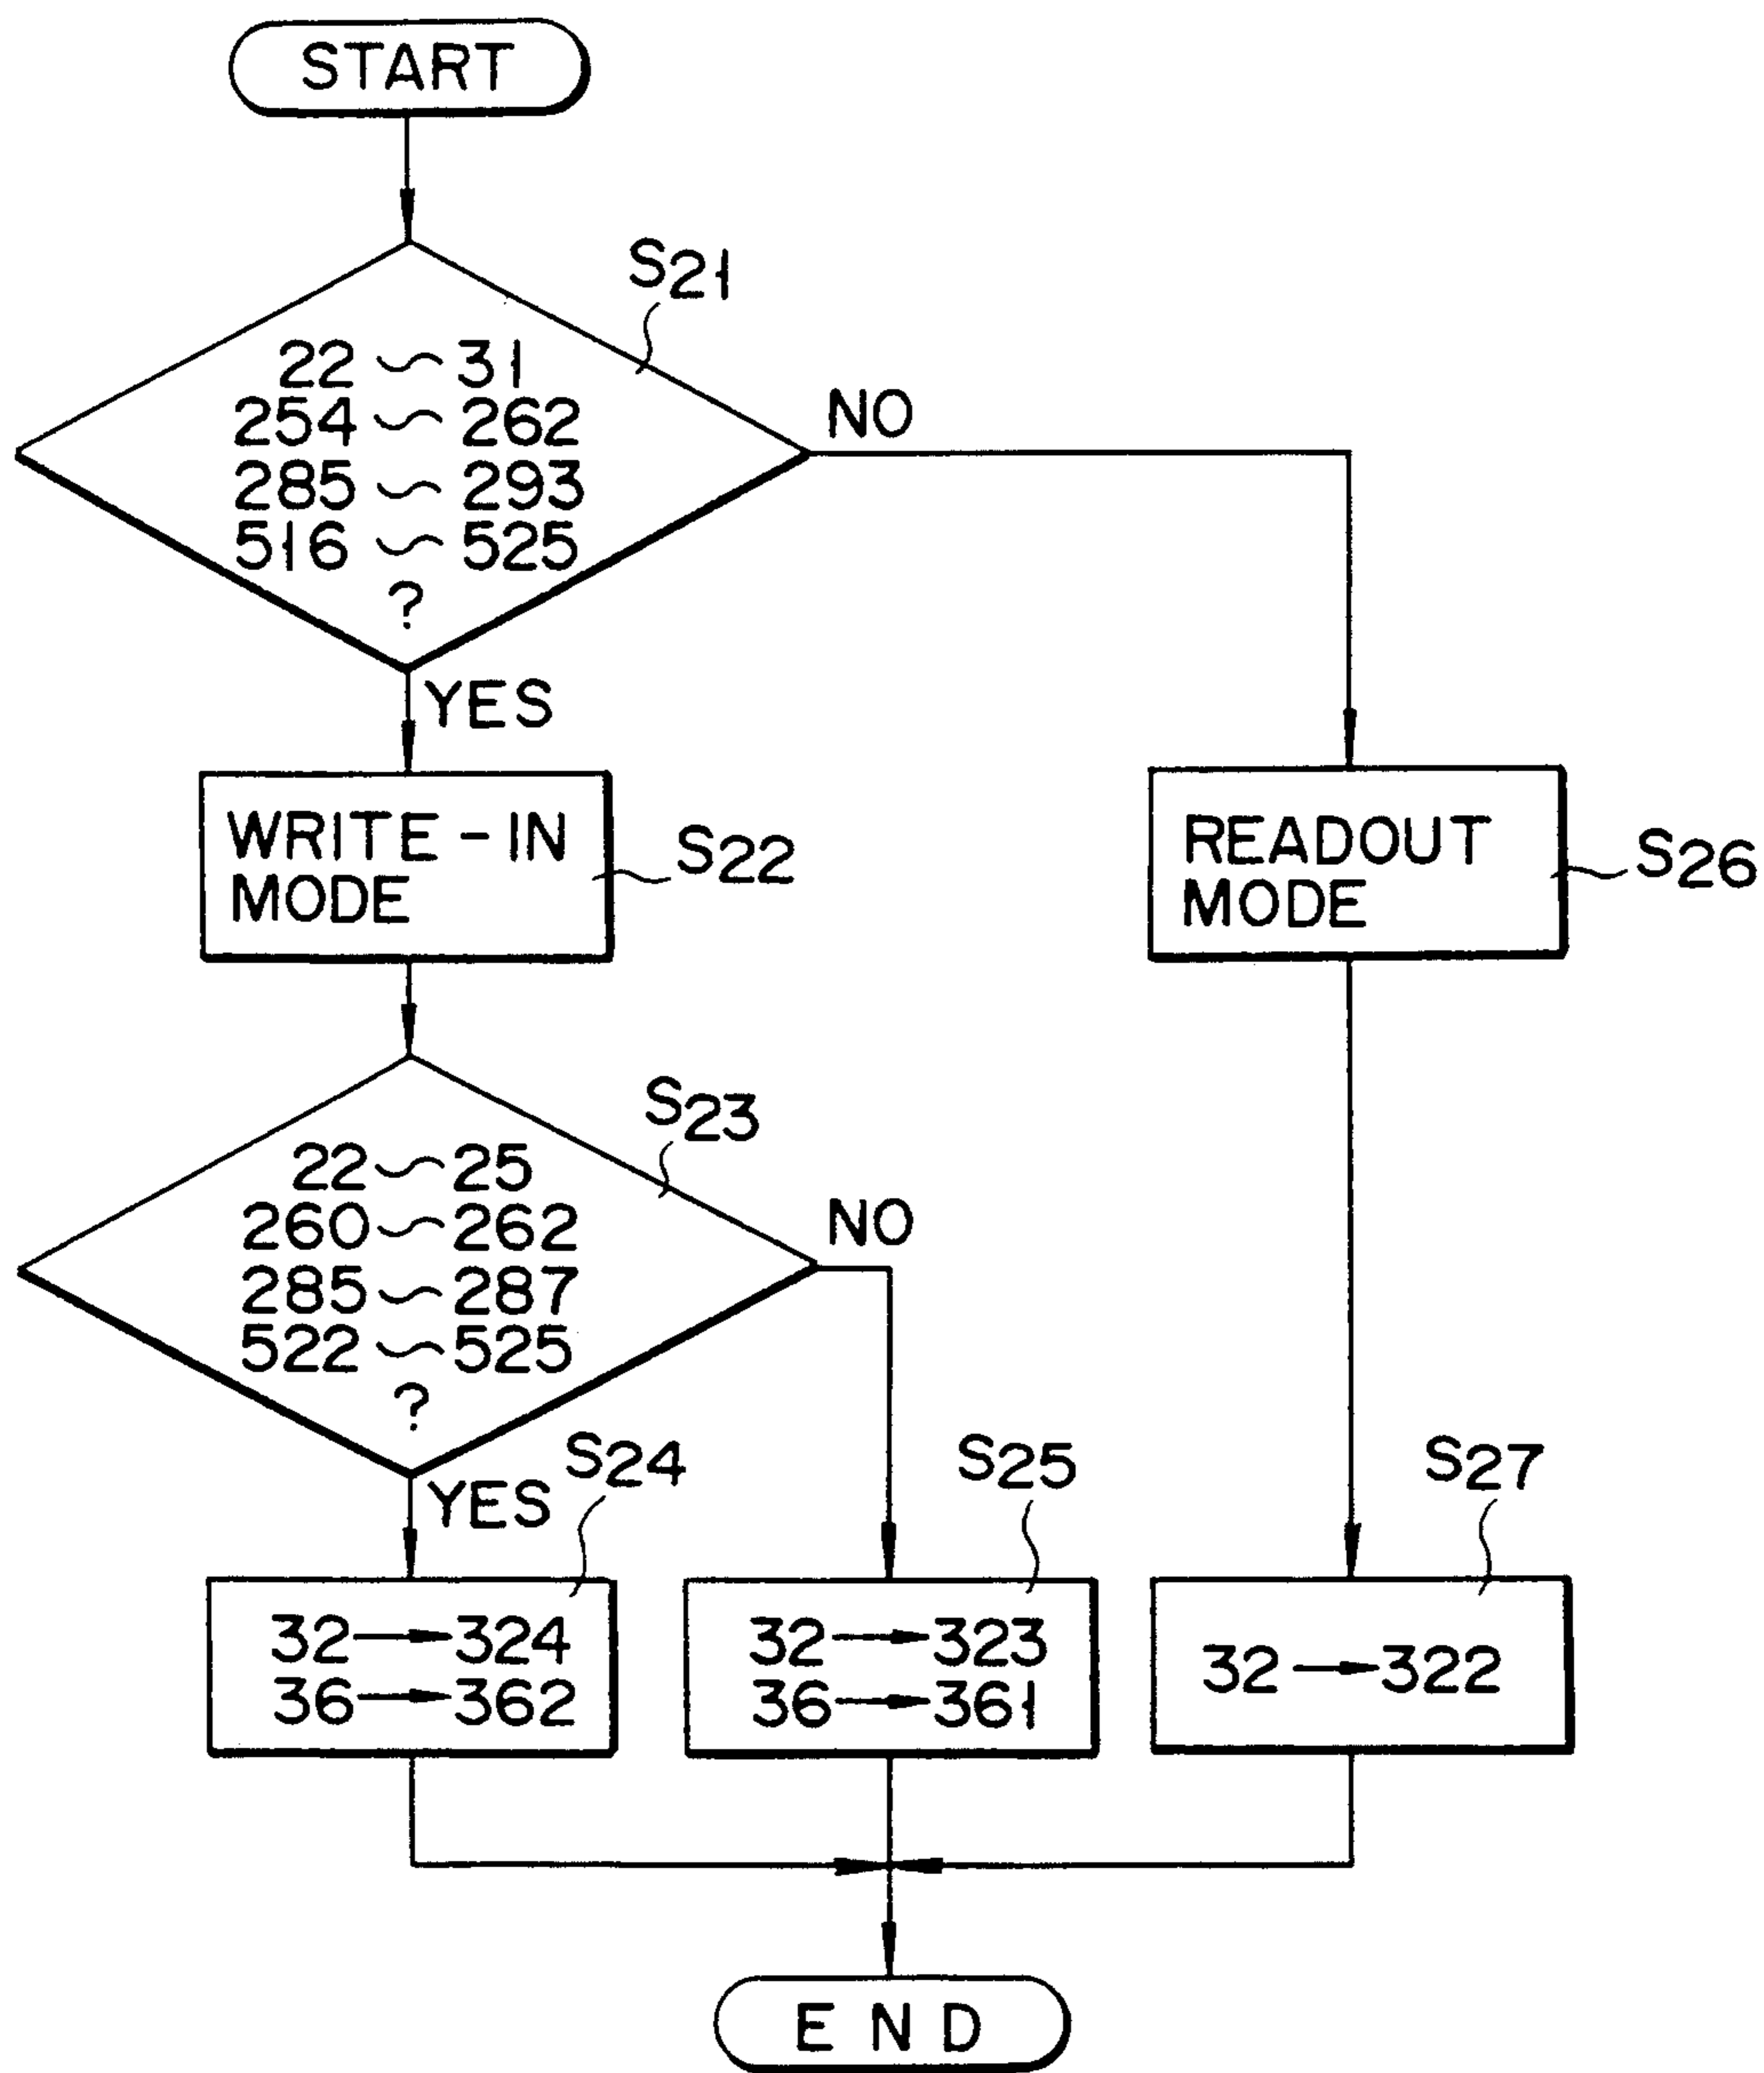 START
S21
22 ~ 31
254 ~ 262
285 ~ 293
516 ~ 525
?
NO
YES
WRITE-IN
MODE
S22
READOUT
MODE
S26
S23
22 ~ 25
260 ~ 262
285 ~ 287
522 ~ 525
?
NO
YES
S24
32 → 324
36 → 362
S25
32 → 323
36 → 361
S27
32 → 322
END